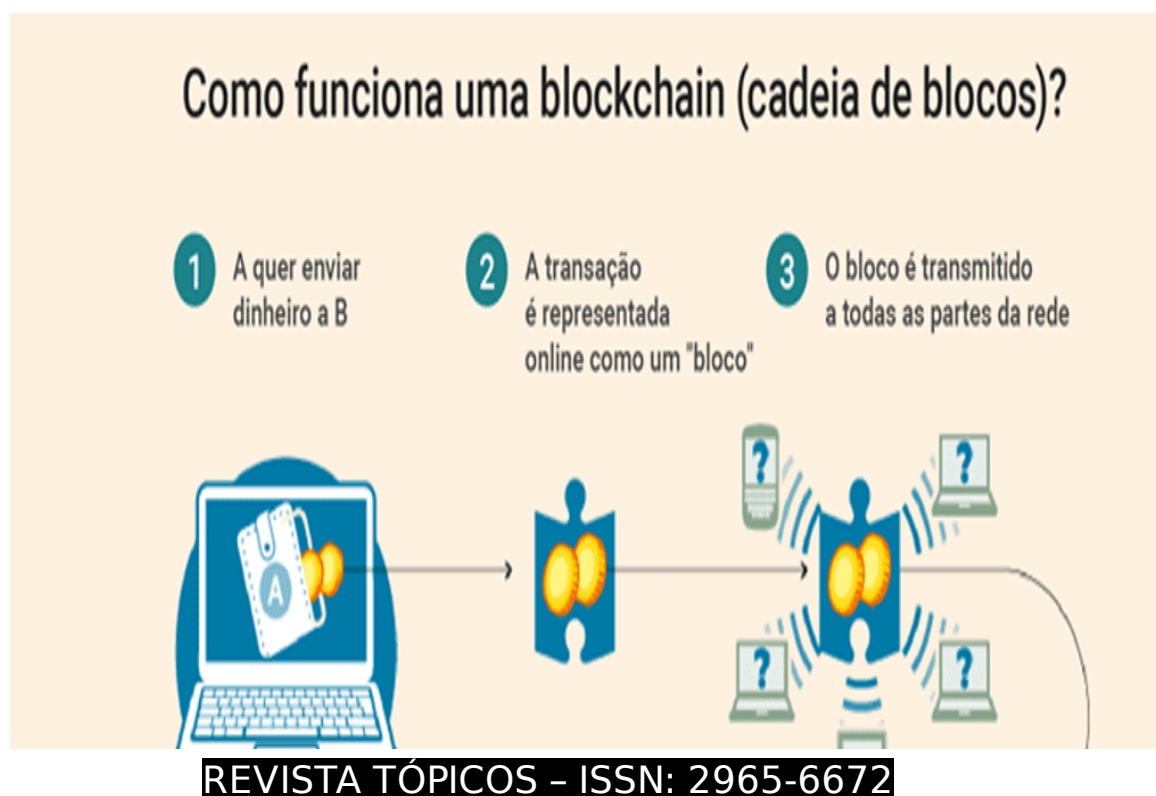 Como funciona uma blockchain (cadeia de blocos)?
1
A quer enviar
dinheiro a B
2
A transação
é representada
online como um "bloco"
3
O bloco é transmitido
a todas as partes da rede
?
?
A
?
?
REVISTA TÓPICOS – ISSN: 2965-6672